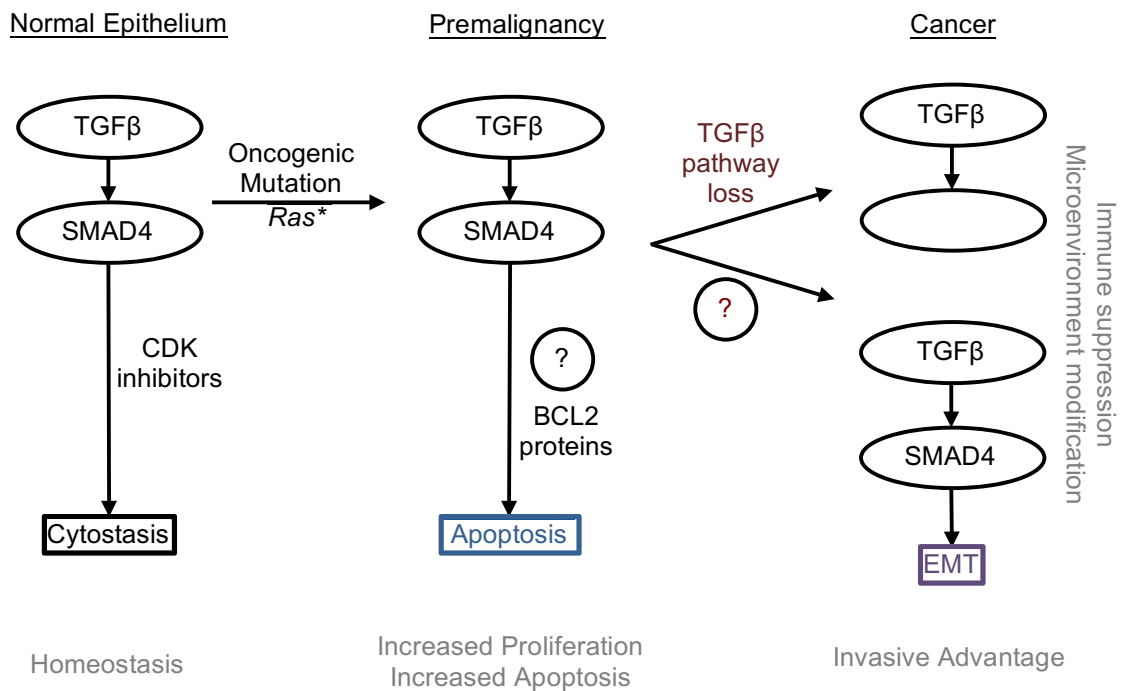 Normal Epithelium
TGFβ
SMAD4
CDK
inhibitors
Cytostasis
Homeostasis
Oncogenic
Mutation
Ras*
Premalignancy
TGFβ
SMAD4
?
BCL2
proteins
Apoptosis
Increased Proliferation
Increased Apoptosis
TGFβ
pathway
loss
?
Cancer
TGFβ
TGFβ
SMAD4
EMT
Invasive Advantage
Immune suppression
Microenvironment modification